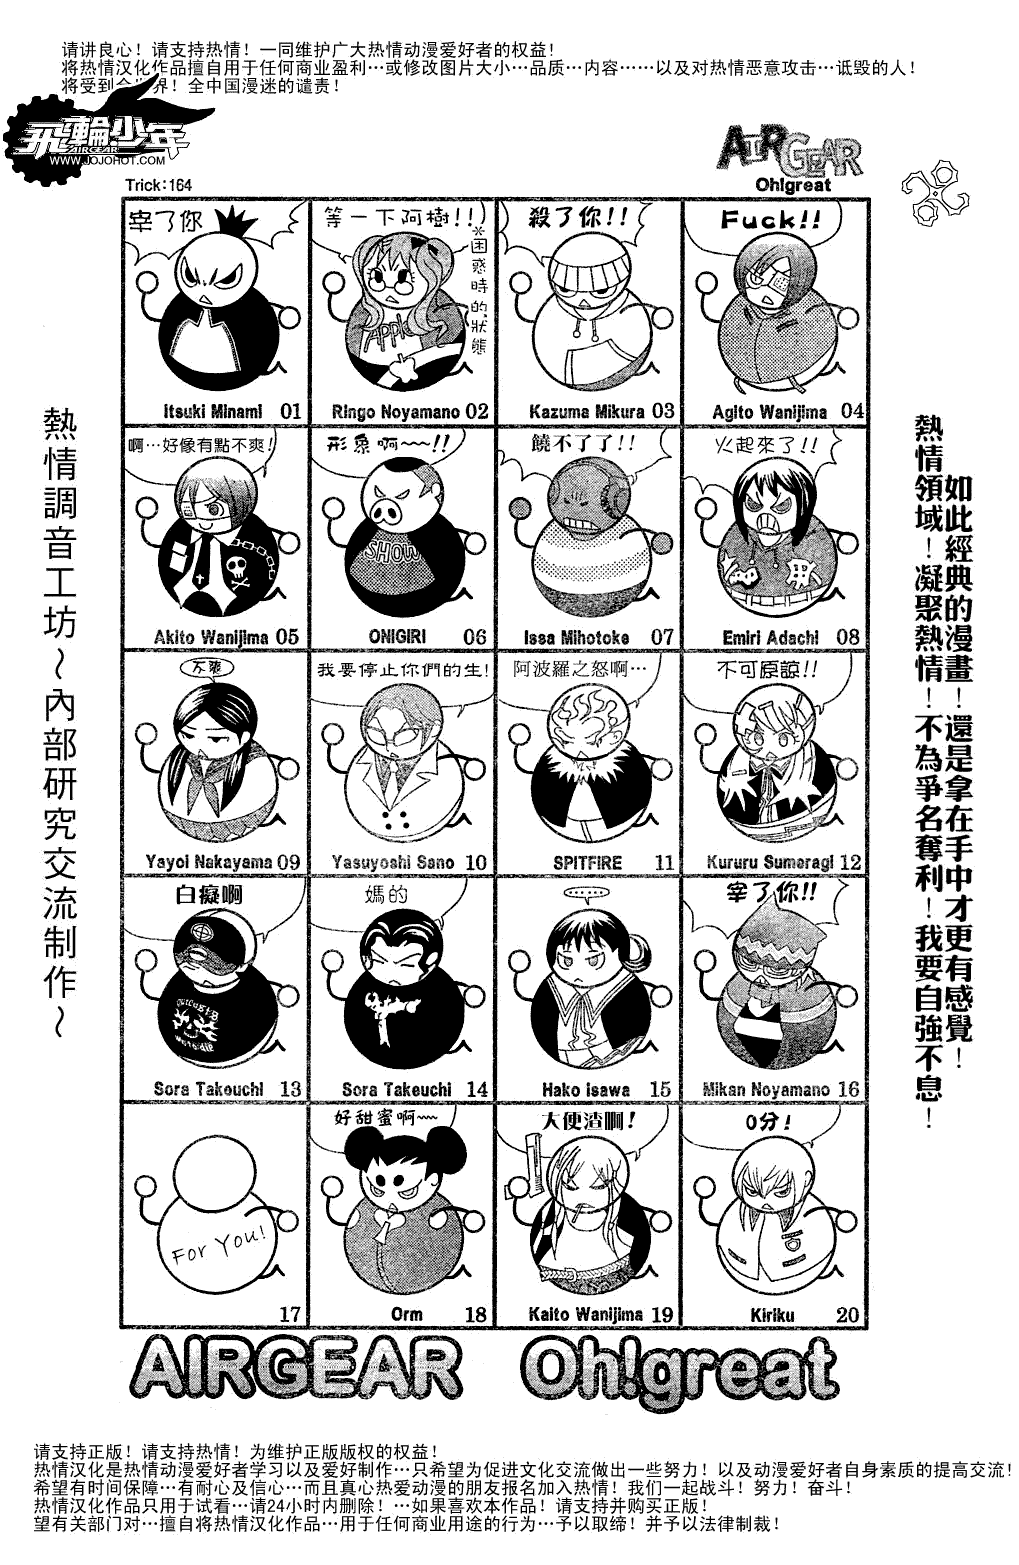 请讲良心！请支持热情！一同维护广大热情动漫爱好者的权益！
将热情汉化作品擅自用于任何商业盈利…或修改图片大小…品质…内容……以及对热情恶意攻击…诋毁的人！
将受到全世界！全中国漫迷的谴责！
飛輪少年
AIRGEAR
WWW.JOJOHOT.COM
AIRGEAR
Oh!great
Trick:164
宰了你
Itsuki Minami 01
等一下阿樹!!
※困惑時的狀態
APPLE
Ringo Noyamano 02
殺了你!!
Kazuma Mikura 03
Fuck!!
Agito Wanijima 04
啊…好像有點不爽!
Akito Wanijima 05
形象啊~~!!
SHOW
ONIGIRI 06
饒不了了!!
Issa Mihotoke 07
火起來了!!
Emiri Adachi 08
不爽
Yayoi Nakayama 09
我要停止你們的生!
Yasuyoshi Sano 10
阿波羅之怒啊…
SPITFIRE 11
不可原諒!!
Kururu Sumeragi 12
白癡啊
Sora Takeuchi 13
媽的
Sora Takeuchi 14
……
Hako Isawa 15
宰了你!!
Mikan Noyamano 16
For You!
17
好甜蜜啊~~
Orm 18
大便渣啊!
Kaito Wanijima 19
0分!
Kiriku 20
熱情調音工坊～內部研究交流制作～
如此經典的漫畫！還是拿在手中才更有感覺！
熱情領域！凝聚熱情！不為爭名奪利！我要自強不息！
AIRGEAR Oh!great
请支持正版！请支持热情！为维护正版版权的权益！
热情汉化是热情动漫爱好者学习以及爱好制作…只希望为促进文化交流做出一些努力！以及动漫爱好者自身素质的提高交流！
希望有时间保障…有耐心及信心…而且真心热爱动漫的朋友报名加入热情！我们一起战斗！努力！奋斗！
热情汉化作品只用于试看…请24小时内删除！…如果喜欢本作品！请支持并购买正版！
望有关部门对…擅自将热情汉化作品…用于任何商业用途的行为…予以取缔！并予以法律制裁！